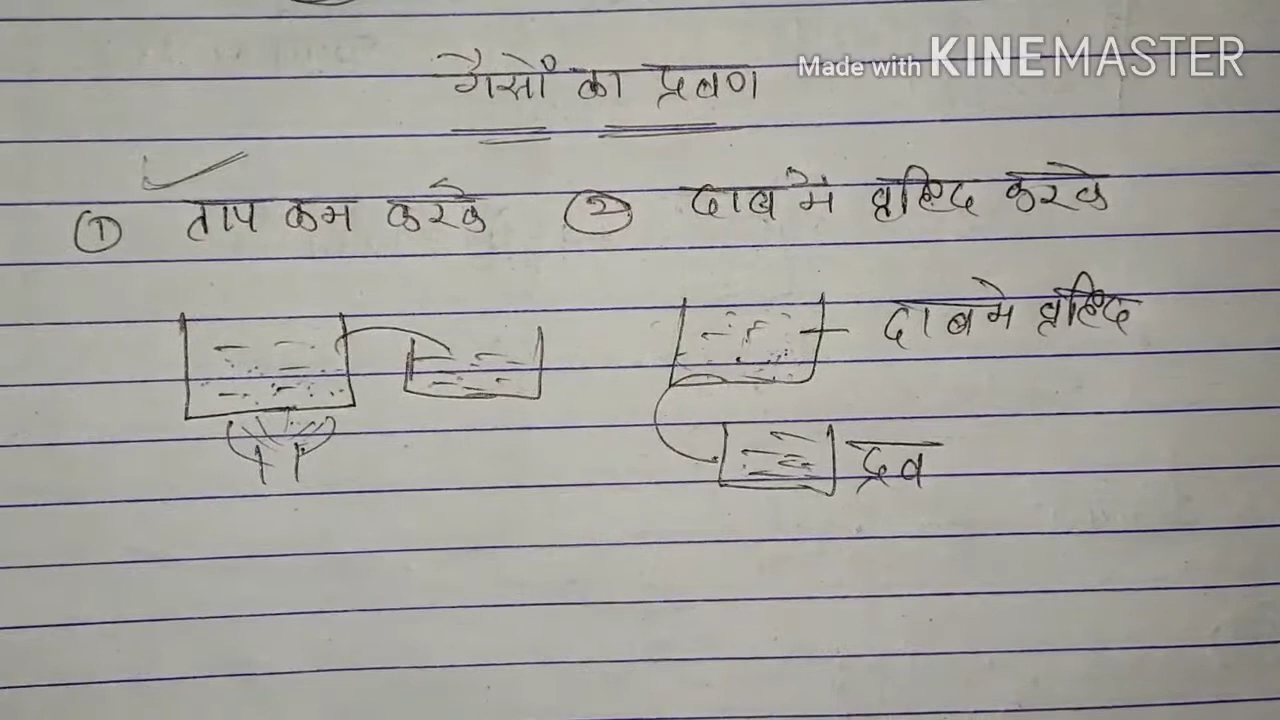 Made with KINEMASTER
गैसों का द्रवण
① ताप कम करके ② दाब मे वृद्दि करके
दाब मे वृद्दि
द्रव